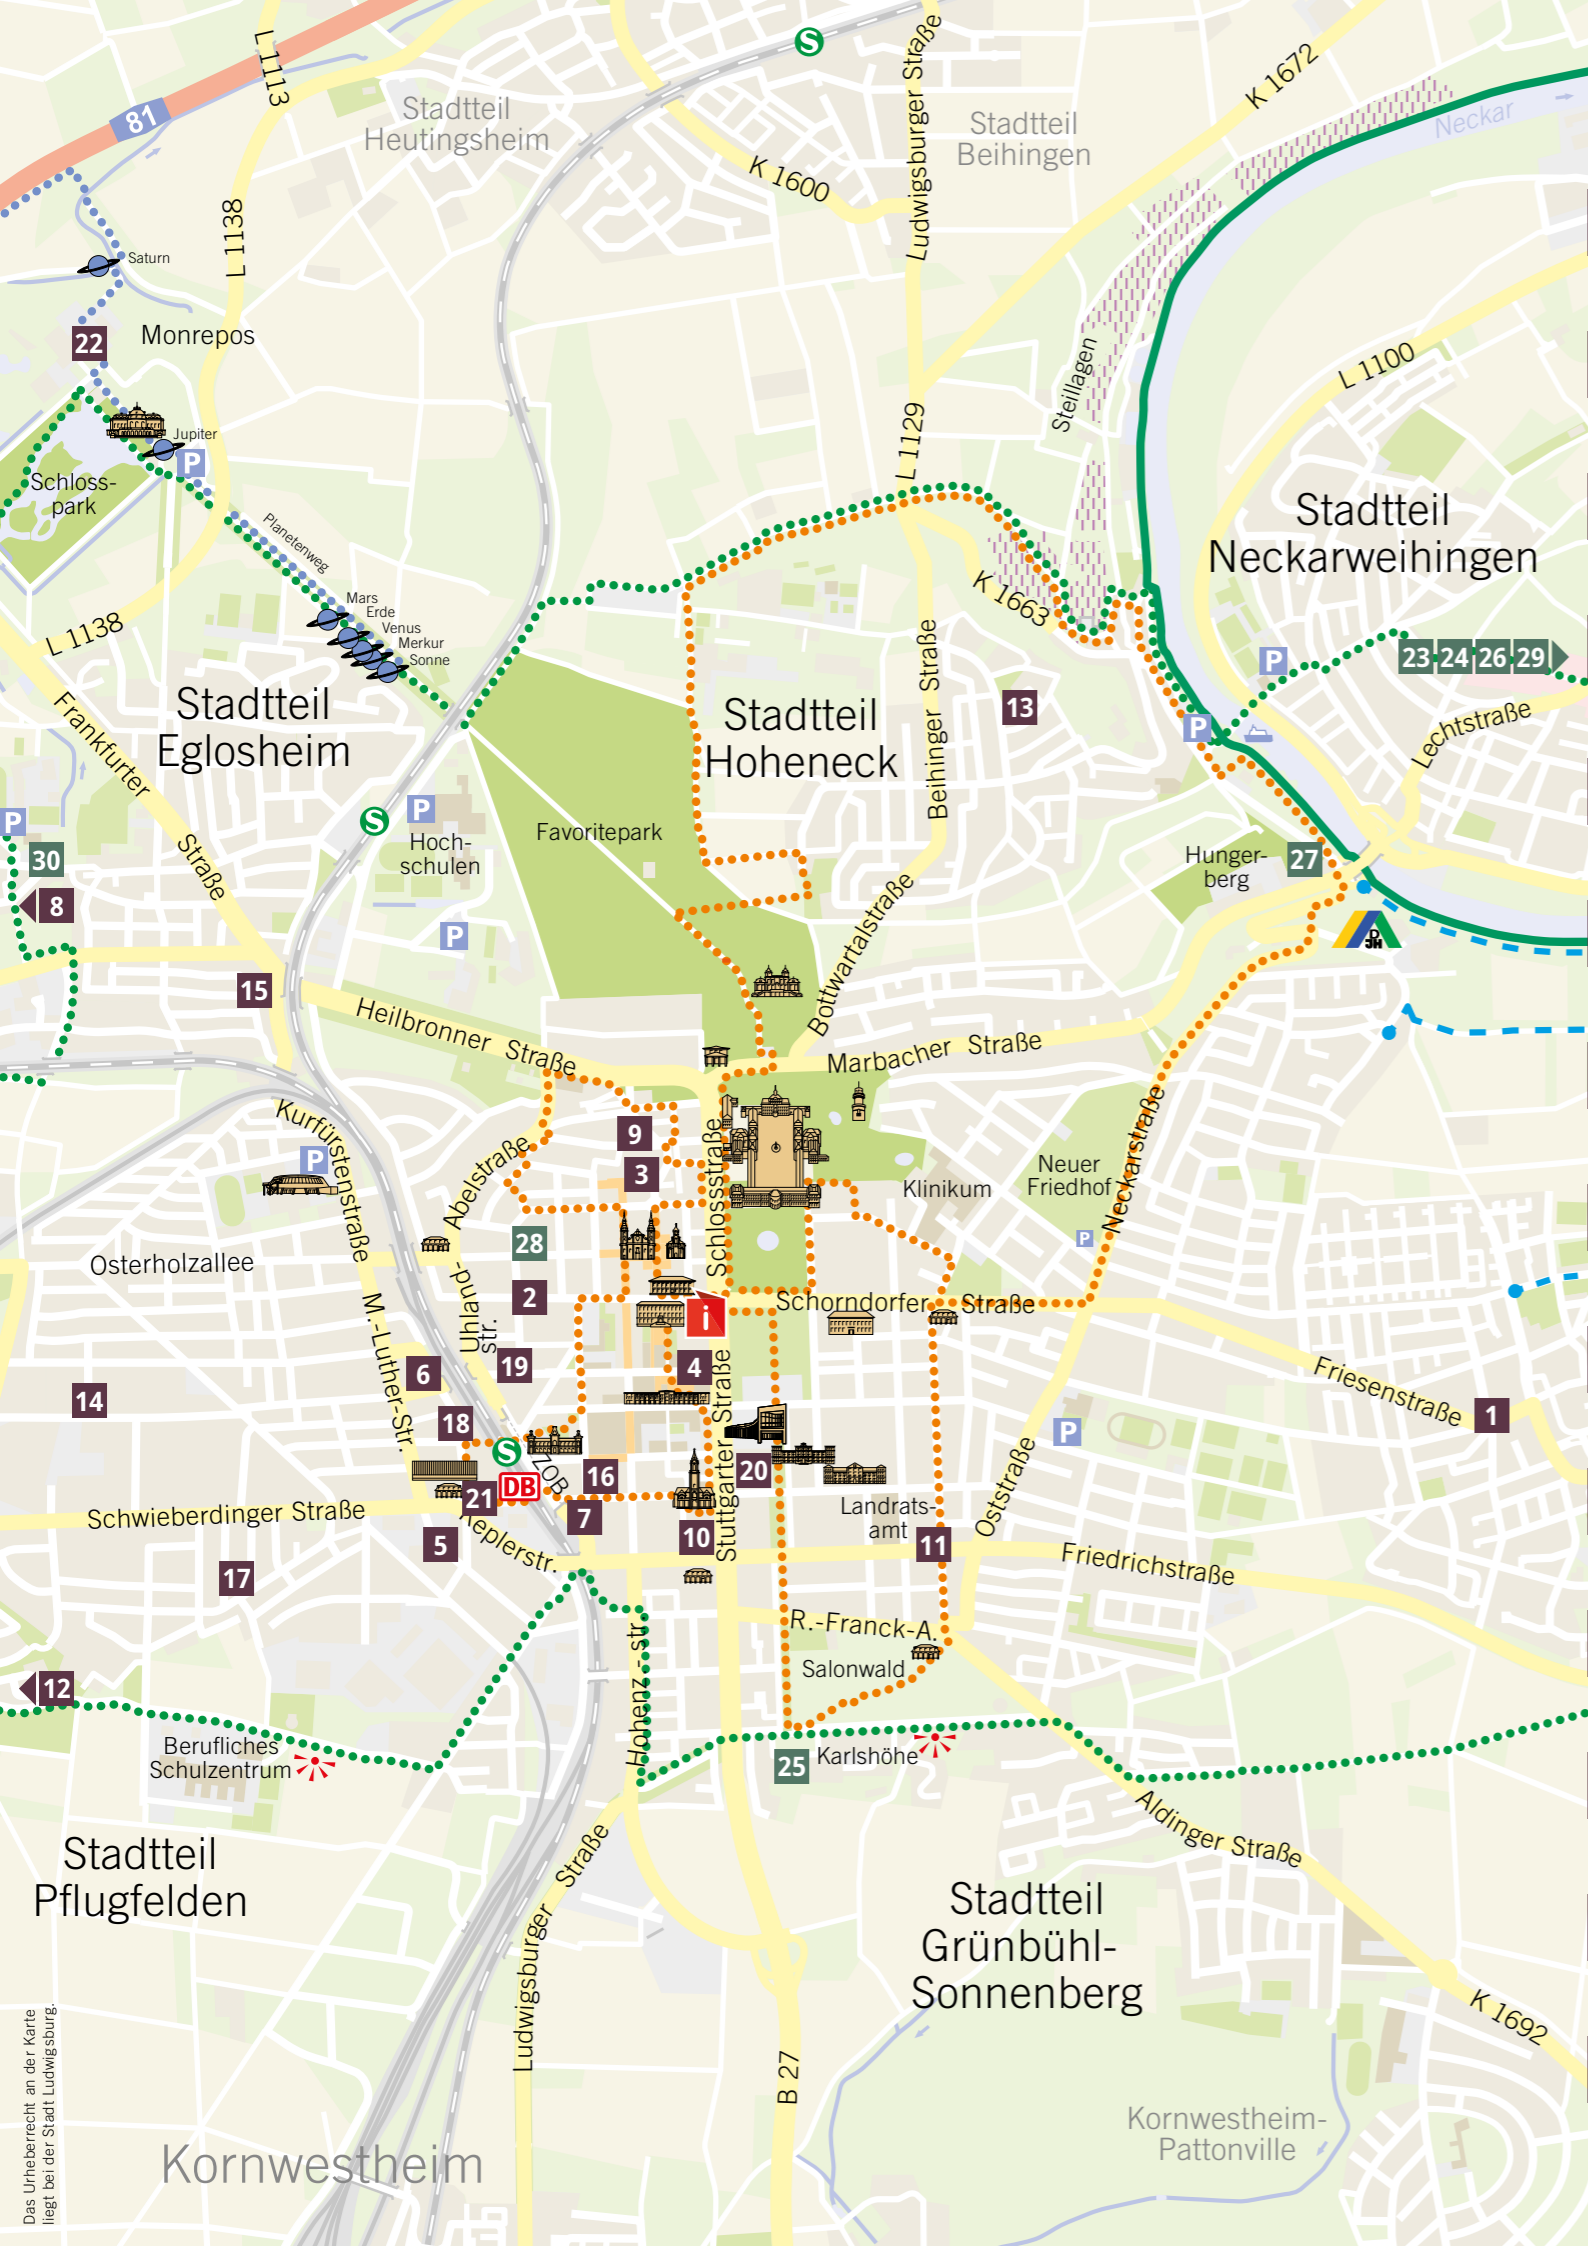 L 1113
81
Stadtteil
Heutingsheim
S
Ludwigsburger Straße
K 1672
Stadtteil
Beihingen
Neckar
K 1600
L 1138
Saturn
22
Monrepos
Jupiter
P
Schloss-
park
Planetenweg
Mars
Erde
Venus
Merkur
Sonne
L 1138
Steillagen
L 1100
L 1129
Stadtteil
Neckarweihingen
K 1663
23 24 26 29
P
P
Lechtstraße
Stadtteil
Eglosheim
Frankfurter
Straße
Stadtteil
Hoheneck
13
Beihinger Straße
P
30
8
S
P
Hoch-
schulen
Favoritepark
P
Hunger-
berg
27
DJH
15
Heilbronner Straße
Bottwartalstraße
Marbacher Straße
Kurfürstenstraße
P
Abelstraße
9
3
Schlossstraße
Klinikum
Neuer
Friedhof
P
Neckarstraße
Osterholzallee
28
2
Uhland-
str.
M.-Luther-Str.
i
Schorndorfer Straße
6
19
4
14
18
Friesenstraße
1
P
S
DB
ZOB
16
20
Stuttgarter Straße
Oststraße
Schwieberdinger Straße
21
7
Landrats-
amt
5
Keplerstr.
10
11
Friedrichstraße
17
R.-Franck-A.
Salonwald
12
Hohenz.-str.
Berufliches
Schulzentrum
25
Karlshöhe
Aldinger Straße
Stadtteil
Pflugfelden
Ludwigsburger Straße
Stadtteil
Grünbühl-
Sonnenberg
K 1692
B 27
Kornwestheim-
Pattonville
Kornwestheim
Das Urheberrecht an der Karte
liegt bei der Stadt Ludwigsburg.